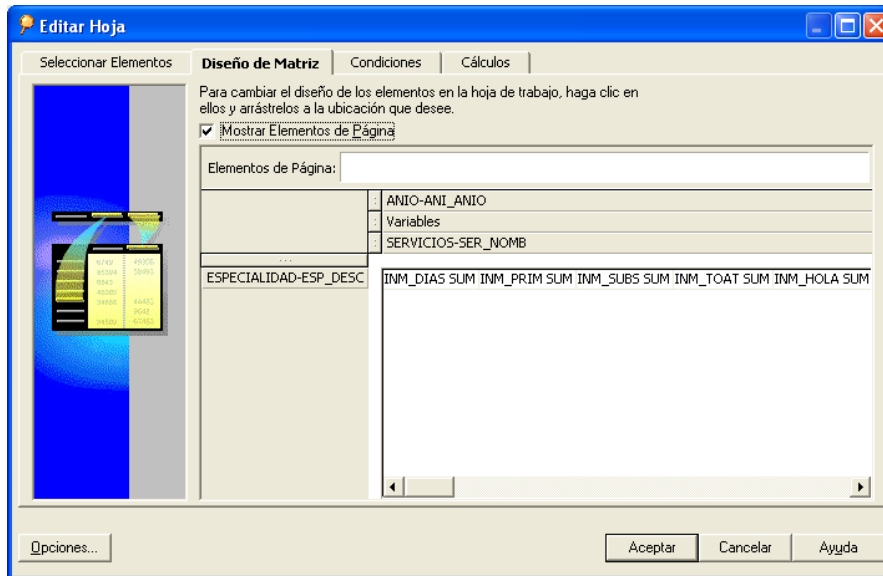 Editar Hoja
Seleccionar Elementos Diseño de Matriz Condiciones Cálculos
Para cambiar el diseño de los elementos en la hoja de trabajo, haga clic en
ellos y arrástrelos a la ubicación que desee.
Mostrar Elementos de Página
Elementos de Página:
ANIO-ANI_ANIO
Variables
SERVICIOS-SER_NOMB
ESPECIALIDAD-ESP_DESC INM_DIAS SUM INM_PRIM SUM INM_SUBS SUM INM_TOAT SUM INM_HOLA SUM
Opciones... Aceptar Cancelar Ayuda